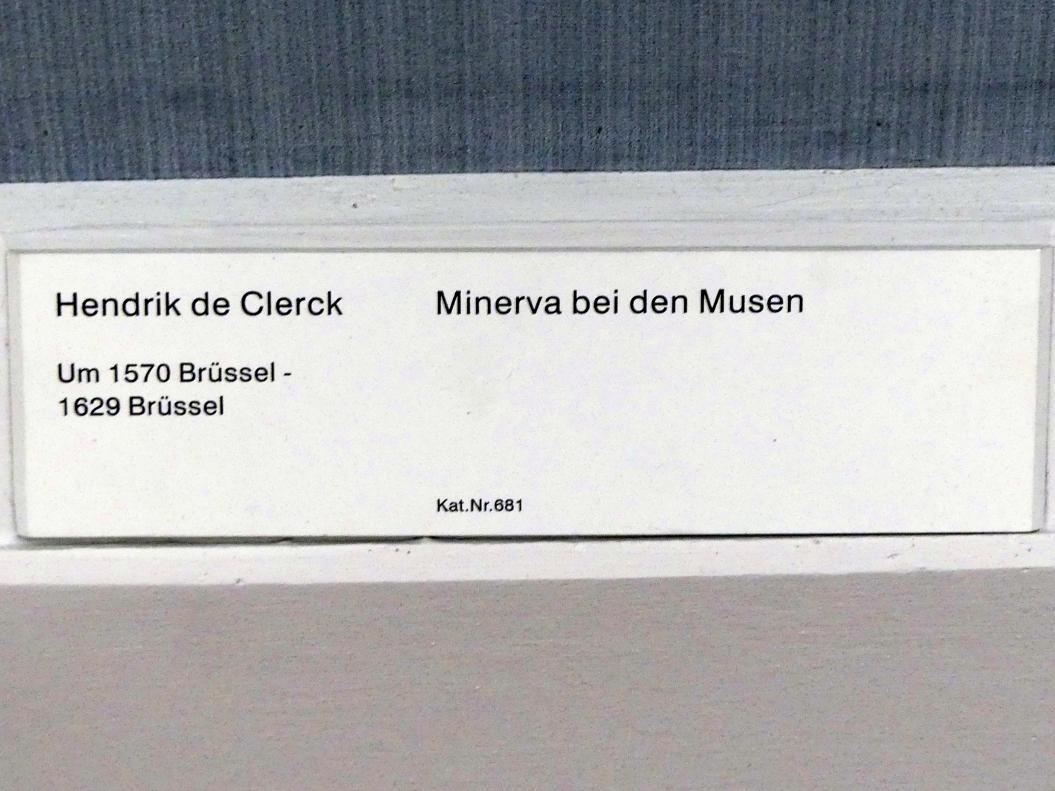 Hendrik de Clerck
Um 1570 Brüssel -
1629 Brüssel
Minerva bei den Musen
Kat.Nr.681